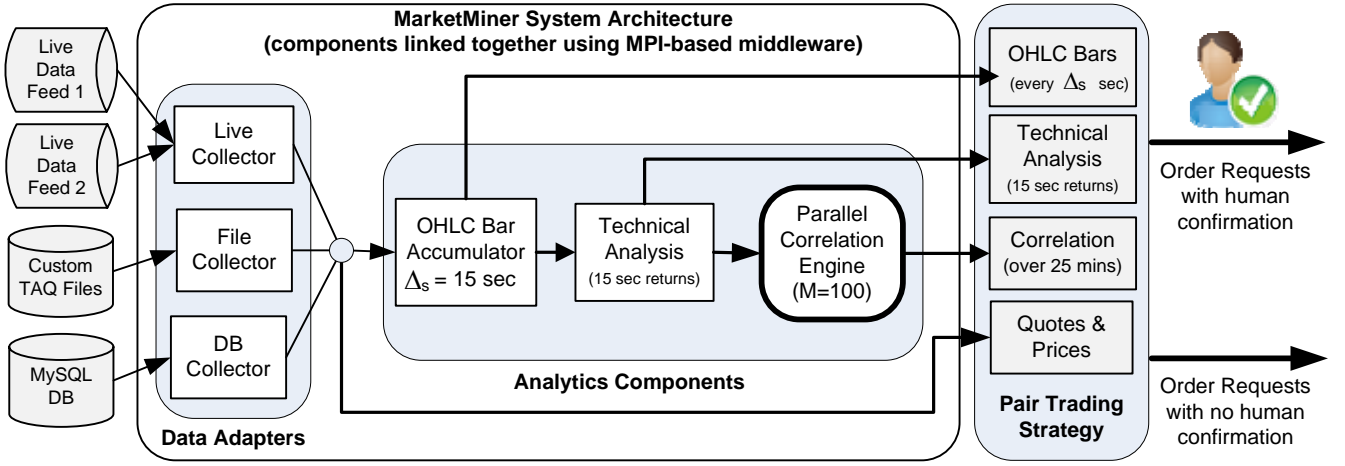 MarketMiner System Architecture
(components linked together using MPI-based middleware)
Live
Data
Feed 1
Live
Data
Feed 2
Custom
TAQ Files
MySQL
DB
Live
Collector
File
Collector
DB
Collector
Data Adapters
OHLC Bar
Accumulator
Δs = 15 sec
Technical
Analysis
(15 sec returns)
Parallel
Correlation
Engine
(M=100)
Analytics Components
OHLC Bars
(every Δs sec)
Technical
Analysis
(15 sec returns)
Correlation
(over 25 mins)
Quotes &
Prices
Pair Trading
Strategy
Order Requests
with human
confirmation
Order Requests
with no human
confirmation